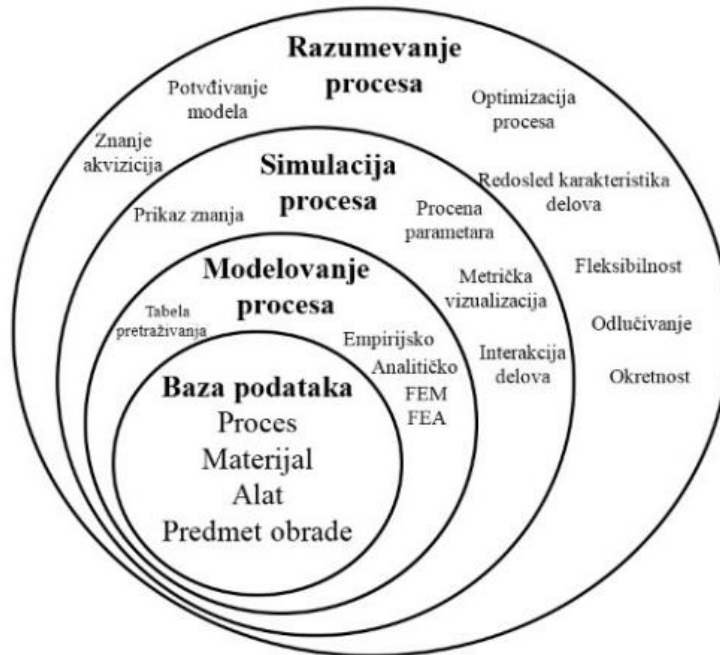 Razumevanje
procesa
Potvđivanje
modela
Optimizacija
procesa
Znanje
akvizicija
Simulacija
procesa
Redosled karakteristika
delova
Prikaz znanja
Procena
parametara
Modelovanje
procesa
Metrička
vizualizacija
Fleksibilnost
Tabela
pretraživanja
Empirijsko
Analitičko
FEM
FEA
Interakcija
delova
Odlučivanje
Okretnost
Baza podataka
Proces
Materijal
Alat
Predmet obrade